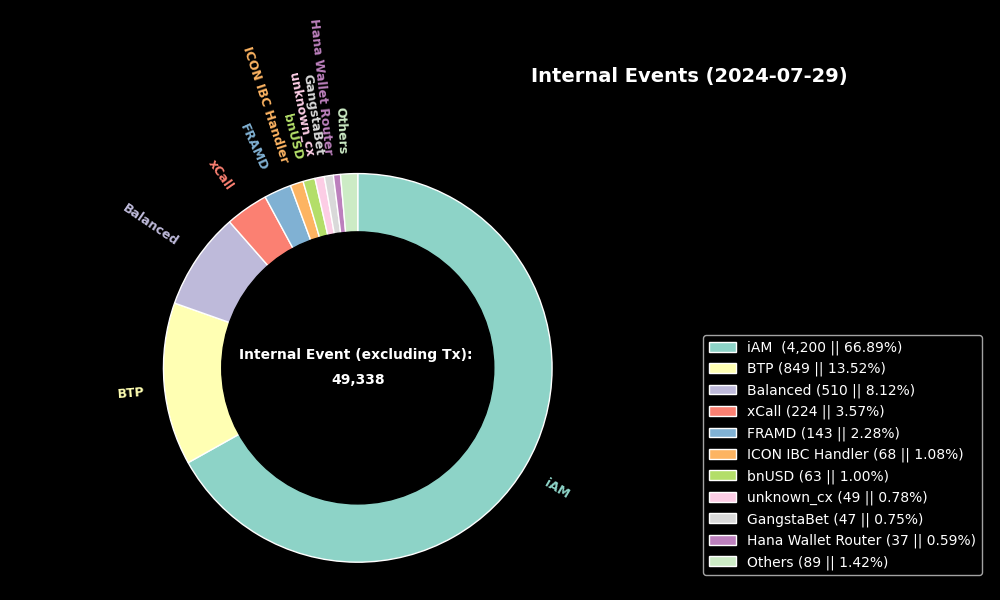 Internal Events (2024-07-29)
Hana Wallet Router
ICON IBC Handler
unknown_cx
GangstaBet
Others
bnUSD
FRAMD
xCall
Balanced
BTP
iAM
Internal Event (excluding Tx):
49,338
iAM  (4,200 || 66.89%)
BTP (849 || 13.52%)
Balanced (510 || 8.12%)
xCall (224 || 3.57%)
FRAMD (143 || 2.28%)
ICON IBC Handler (68 || 1.08%)
bnUSD (63 || 1.00%)
unknown_cx (49 || 0.78%)
GangstaBet (47 || 0.75%)
Hana Wallet Router (37 || 0.59%)
Others (89 || 1.42%)